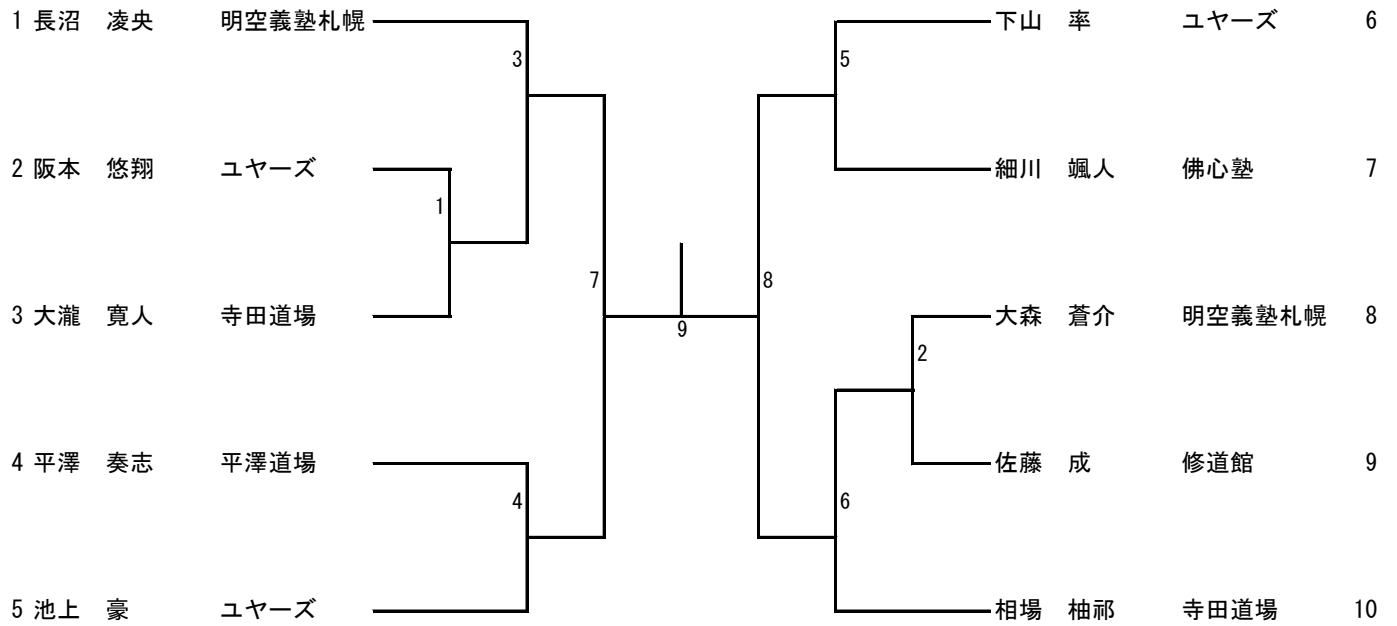 1 長沼 凌央 明空義塾札幌
下山 率 ユヤーズ 6
3
5
2 阪本 悠翔 ユヤーズ
細川 颯人 佛心塾 7
1
7
8
3 大瀧 寛人 寺田道場
大森 蒼介 明空義塾札幌 8
9
2
4 平澤 奏志 平澤道場
佐藤 成 修道館 9
4
6
5 池上 豪 ユヤーズ
相場 柚祁 寺田道場 10